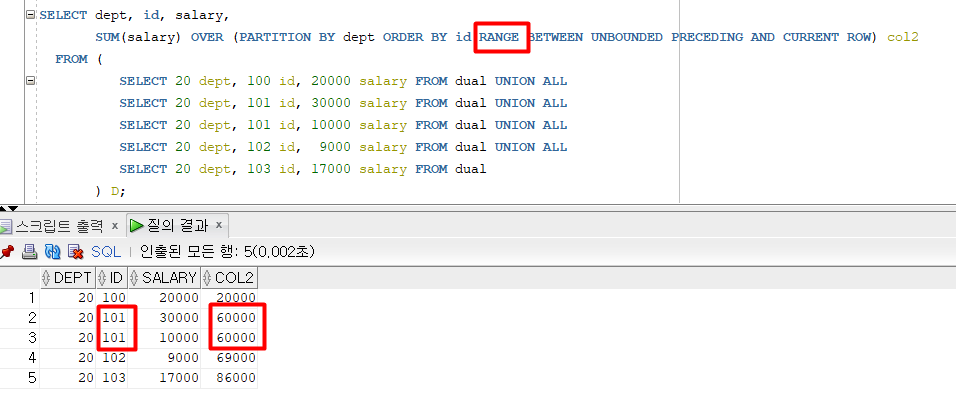 SELECT dept, id, salary,
SUM(salary) OVER (PARTITION BY dept ORDER BY id RANGE BETWEEN UNBOUNDED PRECEDING AND CURRENT ROW) col2
FROM (
SELECT 20 dept, 100 id, 20000 salary FROM dual UNION ALL
SELECT 20 dept, 101 id, 30000 salary FROM dual UNION ALL
SELECT 20 dept, 101 id, 10000 salary FROM dual UNION ALL
SELECT 20 dept, 102 id, 9000 salary FROM dual UNION ALL
SELECT 20 dept, 103 id, 17000 salary FROM dual
) D;
스크립트 출력 x 질의 결과 x
SQL | 인출된 모든 행: 5(0,002초)
DEPT ID SALARY COL2
1 20 100 20000 20000
2 20 101 30000 60000
3 20 101 10000 60000
4 20 102 9000 69000
5 20 103 17000 86000